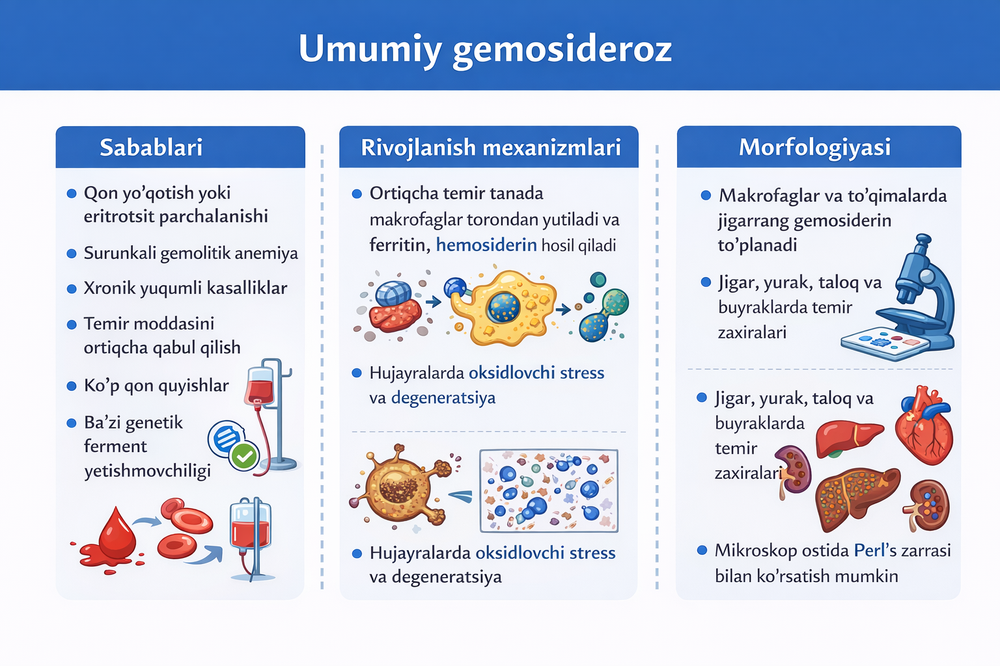 Umumiy gemosideroz
Sabablari
Qon yo’qotish yoki
eritrotsit parchalanishi
Surunkali gemolitik anemiya
Xronik yuqumli kasalliklar
Temir moddasini
ortiqcha qabul qilish
Ko’p qon quyishlar
Ba’zi genetik
ferment
yetishmovchiligi
Rivojlanish mexanizmlari
Ortiqcha temir tanada
makrofaglar torondan yutiladi va
ferritin, hemosiderin hosil qiladi
Hujayralarda oksidlovchi stress
va degeneratsiya
Hujayralarda oksidlovchi stress
va degeneratsiya
Morfologiyasi
Makrofaglar va to’qimalarda
jigarrang gemosiderin
to’planadi
Jigar, yurak, taloq va
buyraklarda temir
zaxiralari
Jigar, yurak, taloq va
buyraklarda
temir
zaxiralari
Mikroskop ostida Perl’s zarrasi
bilan ko’rsatish mumkin